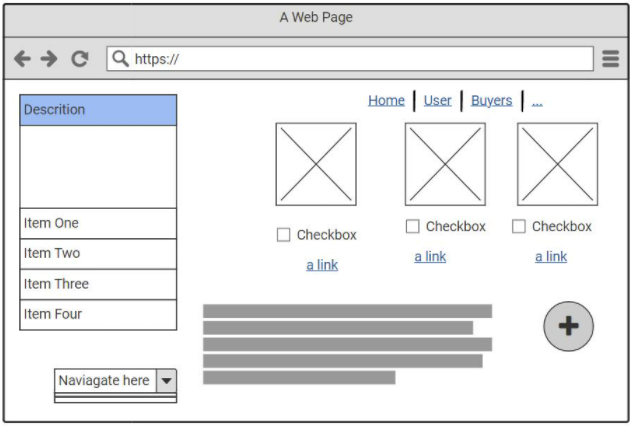 A Web Page
https://
Descrition
Home User Buyers ...
Checkbox Checkbox Checkbox
a link a link a link
Item One
Item Two
Item Three
Item Four
Naviagate here